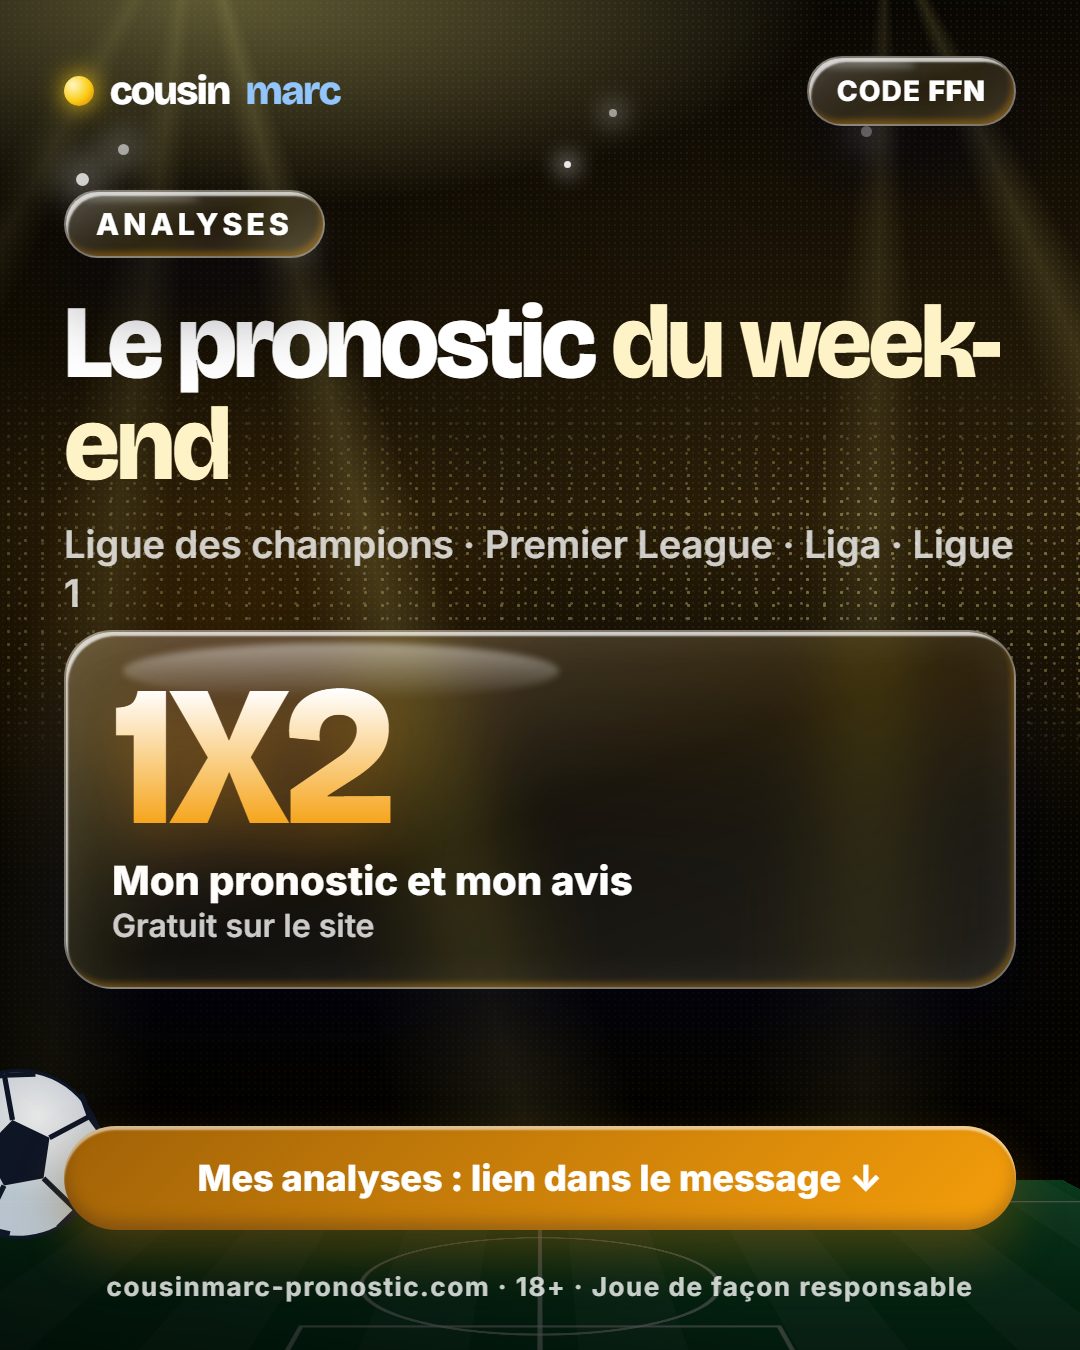 cousin marc
CODE FFN
ANALYSES
Le pronostic du week-
end
Ligue des champions · Premier League · Liga · Ligue
1
1X2
Mon pronostic et mon avis
Gratuit sur le site
Mes analyses : lien dans le message ↓
cousinmarc-pronostic.com · 18+ · Joue de façon responsable